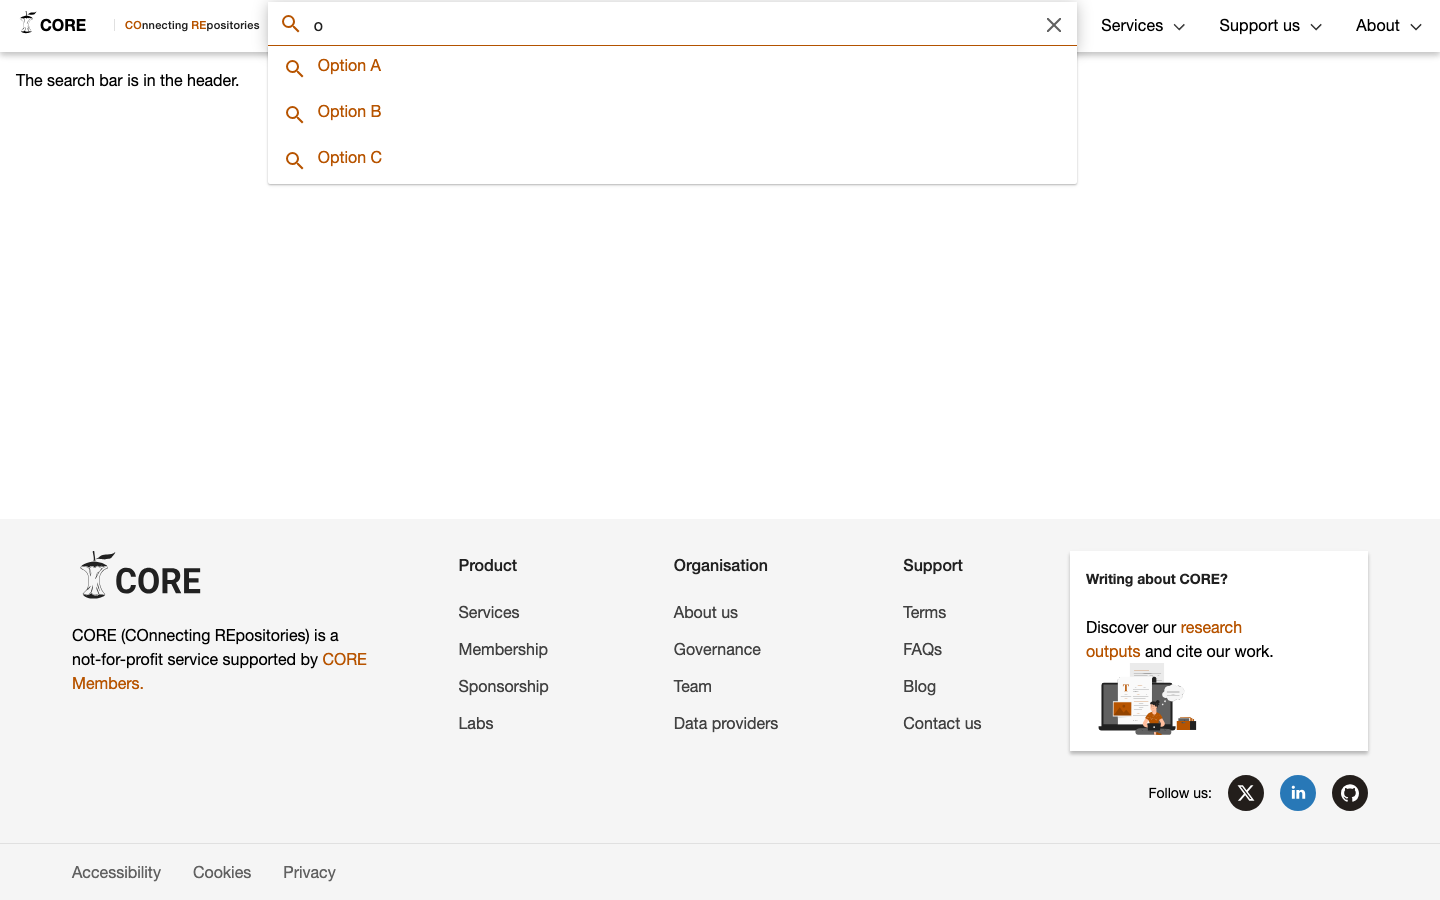 CORE
COnnecting REpositories
o
Services
Support us
About
Option A
The search bar is in the header.
Option B
Option C
CORE
CORE (COnnecting REpositories) is a
not-for-profit service supported by CORE
Members.
Product
Services
Membership
Sponsorship
Labs
Organisation
About us
Governance
Team
Data providers
Support
Terms
FAQs
Blog
Contact us
Writing about CORE?
Discover our research
outputs and cite our work.
T
Follow us:
X
in
Accessibility
Cookies
Privacy